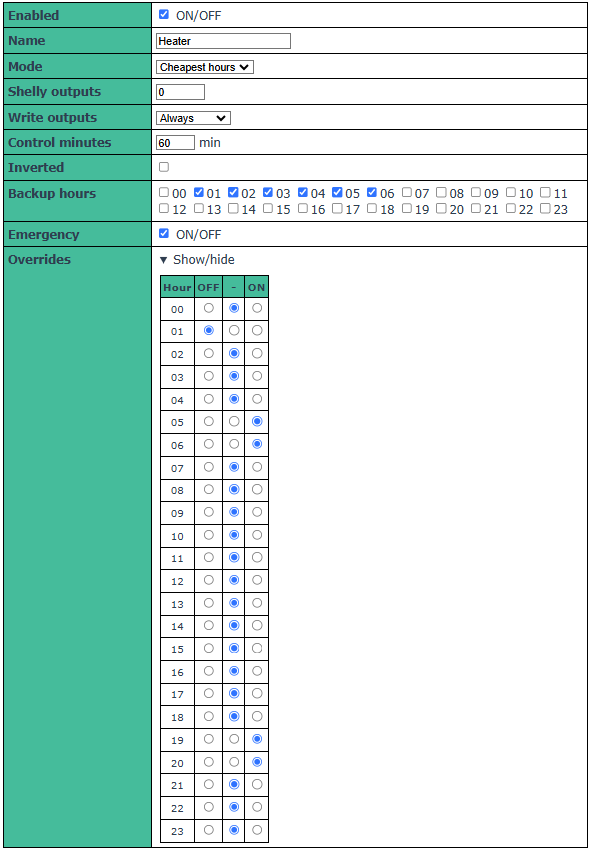 Enabled ON/OFF
Name Heater
Mode Cheapest hours
Shelly outputs 0
Write outputs Always
Control minutes 60 min
Inverted
Backup hours 00 01 02 03 04 05 06 07 08 09 10 11
12 13 14 15 16 17 18 19 20 21 22 23
Emergency ON/OFF
Overrides ▼ Show/hide
Hour OFF - ON
00
01
02
03
04
05
06
07
08
09
10
11
12
13
14
15
16
17
18
19
20
21
22
23